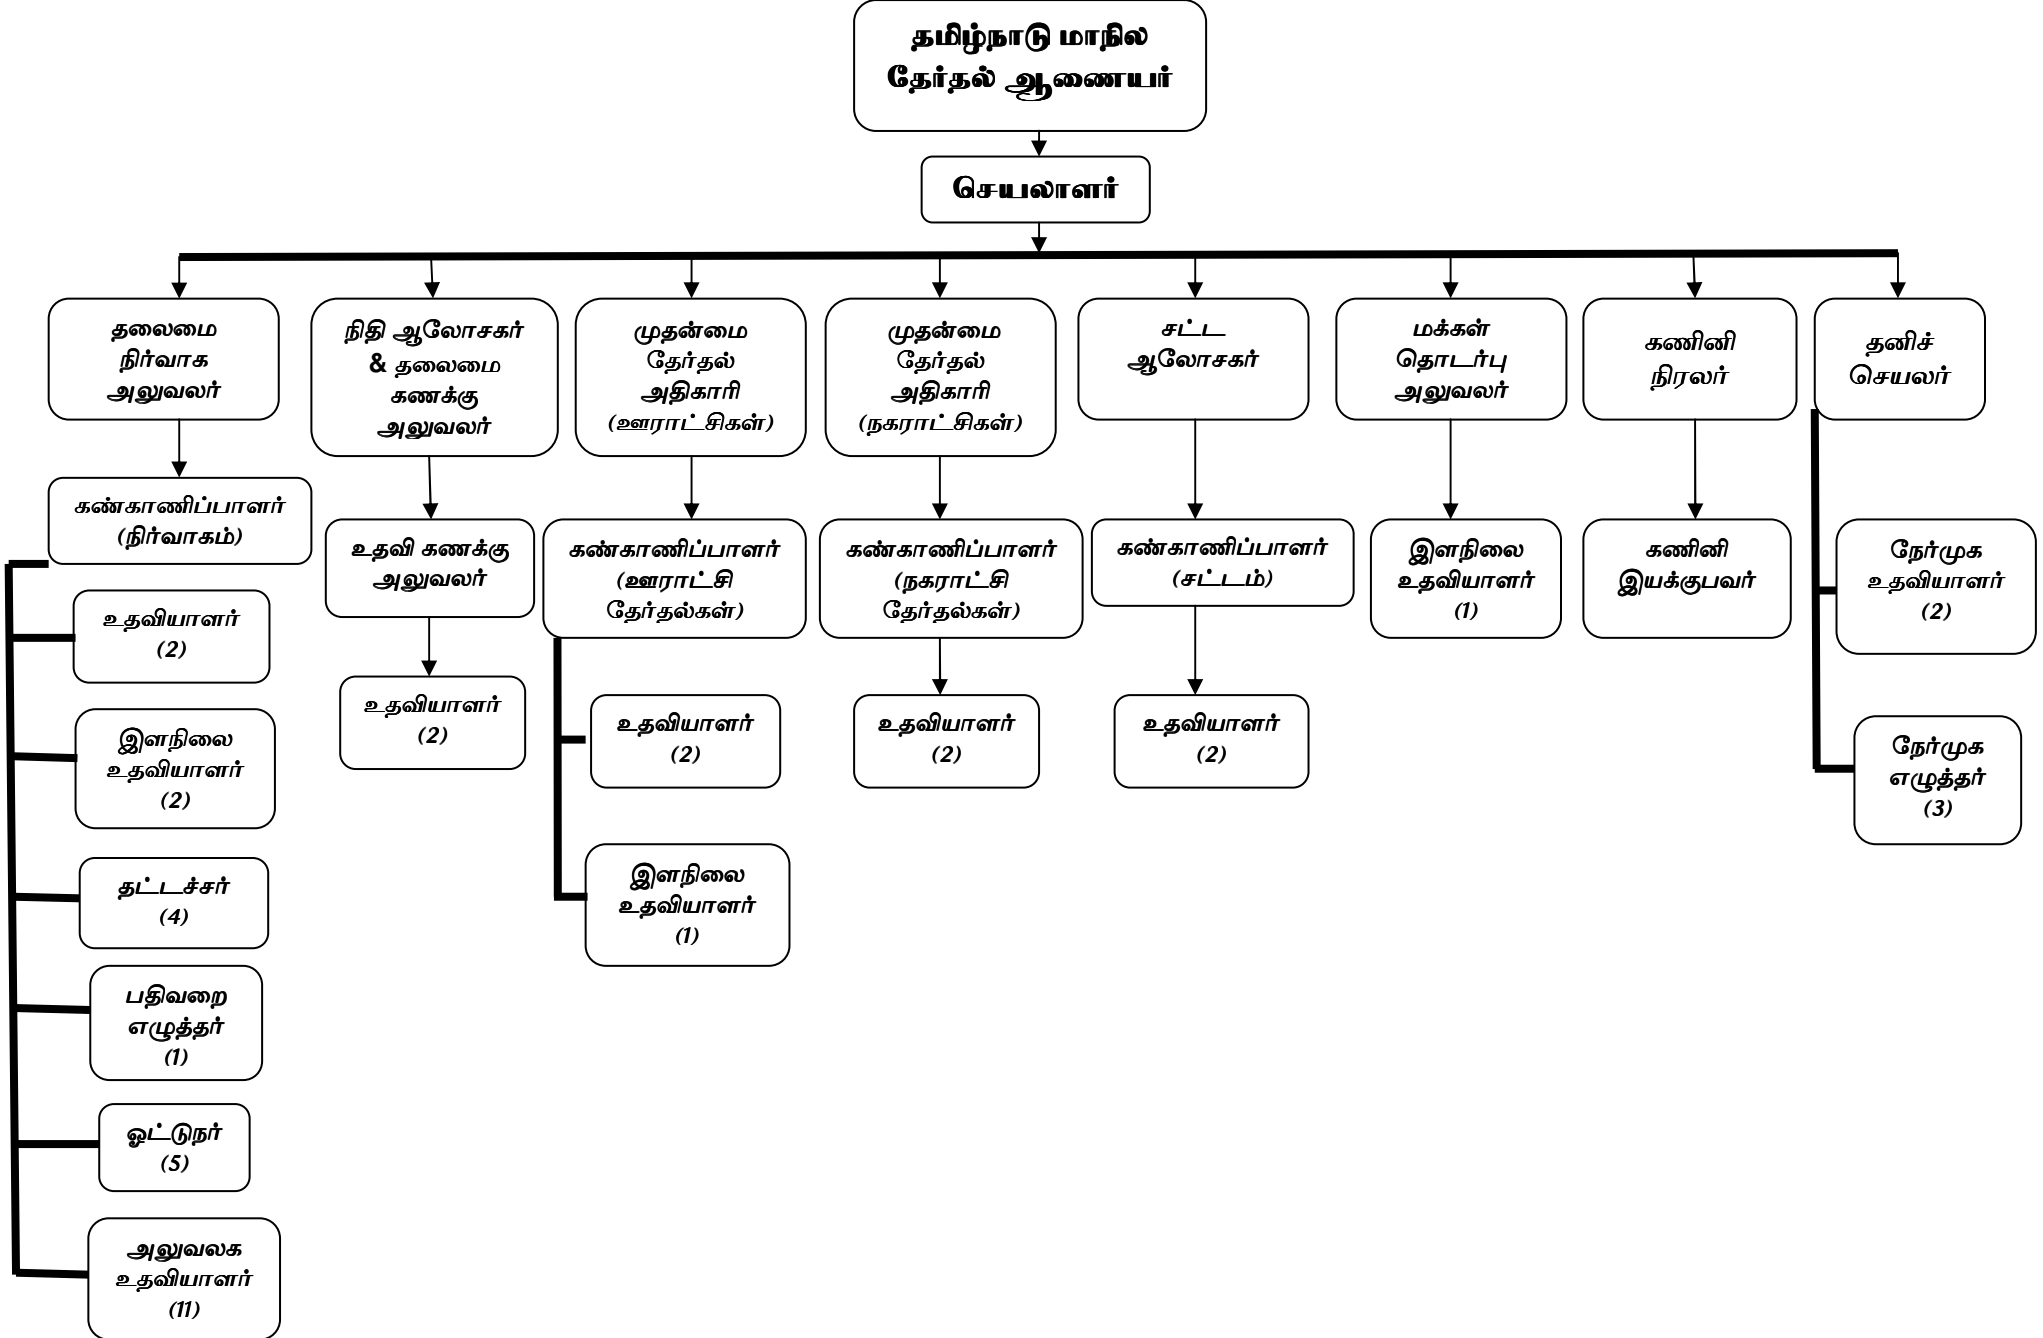 தமிழ்நாடு மாநில
தேர்தல் ஆணையர்
செயலாளர்
தலைமை
நிர்வாக
அலுவலர்
நிதி ஆலோசகர்
& தலைமை
கணக்கு
அலுவலர்
முதன்மை
தேர்தல்
அதிகாரி
(ஊராட்சிகள்)
முதன்மை
தேர்தல்
அதிகாரி
(நகராட்சிகள்)
சட்ட
ஆலோசகர்
மக்கள்
தொடர்பு
அலுவலர்
கணினி
நிரலர்
தனிச்
செயலர்
கண்காணிப்பாளர்
(நிர்வாகம்)
உதவி கணக்கு
அலுவலர்
கண்காணிப்பாளர்
(ஊராட்சி
தேர்தல்கள்)
கண்காணிப்பாளர்
(நகராட்சி
தேர்தல்கள்)
கண்காணிப்பாளர்
(சட்டம்)
இளநிலை
உதவியாளர்
(1)
கணினி
இயக்குபவர்
நேர்முக
உதவியாளர்
(2)
உதவியாளர்
(2)
உதவியாளர்
(2)
உதவியாளர்
(2)
உதவியாளர்
(2)
உதவியாளர்
(2)
நேர்முக
எழுத்தர்
(3)
இளநிலை
உதவியாளர்
(2)
இளநிலை
உதவியாளர்
(1)
தட்டச்சர்
(4)
பதிவறை
எழுத்தர்
(1)
ஓட்டுநர்
(5)
அலுவலக
உதவியாளர்
(11)